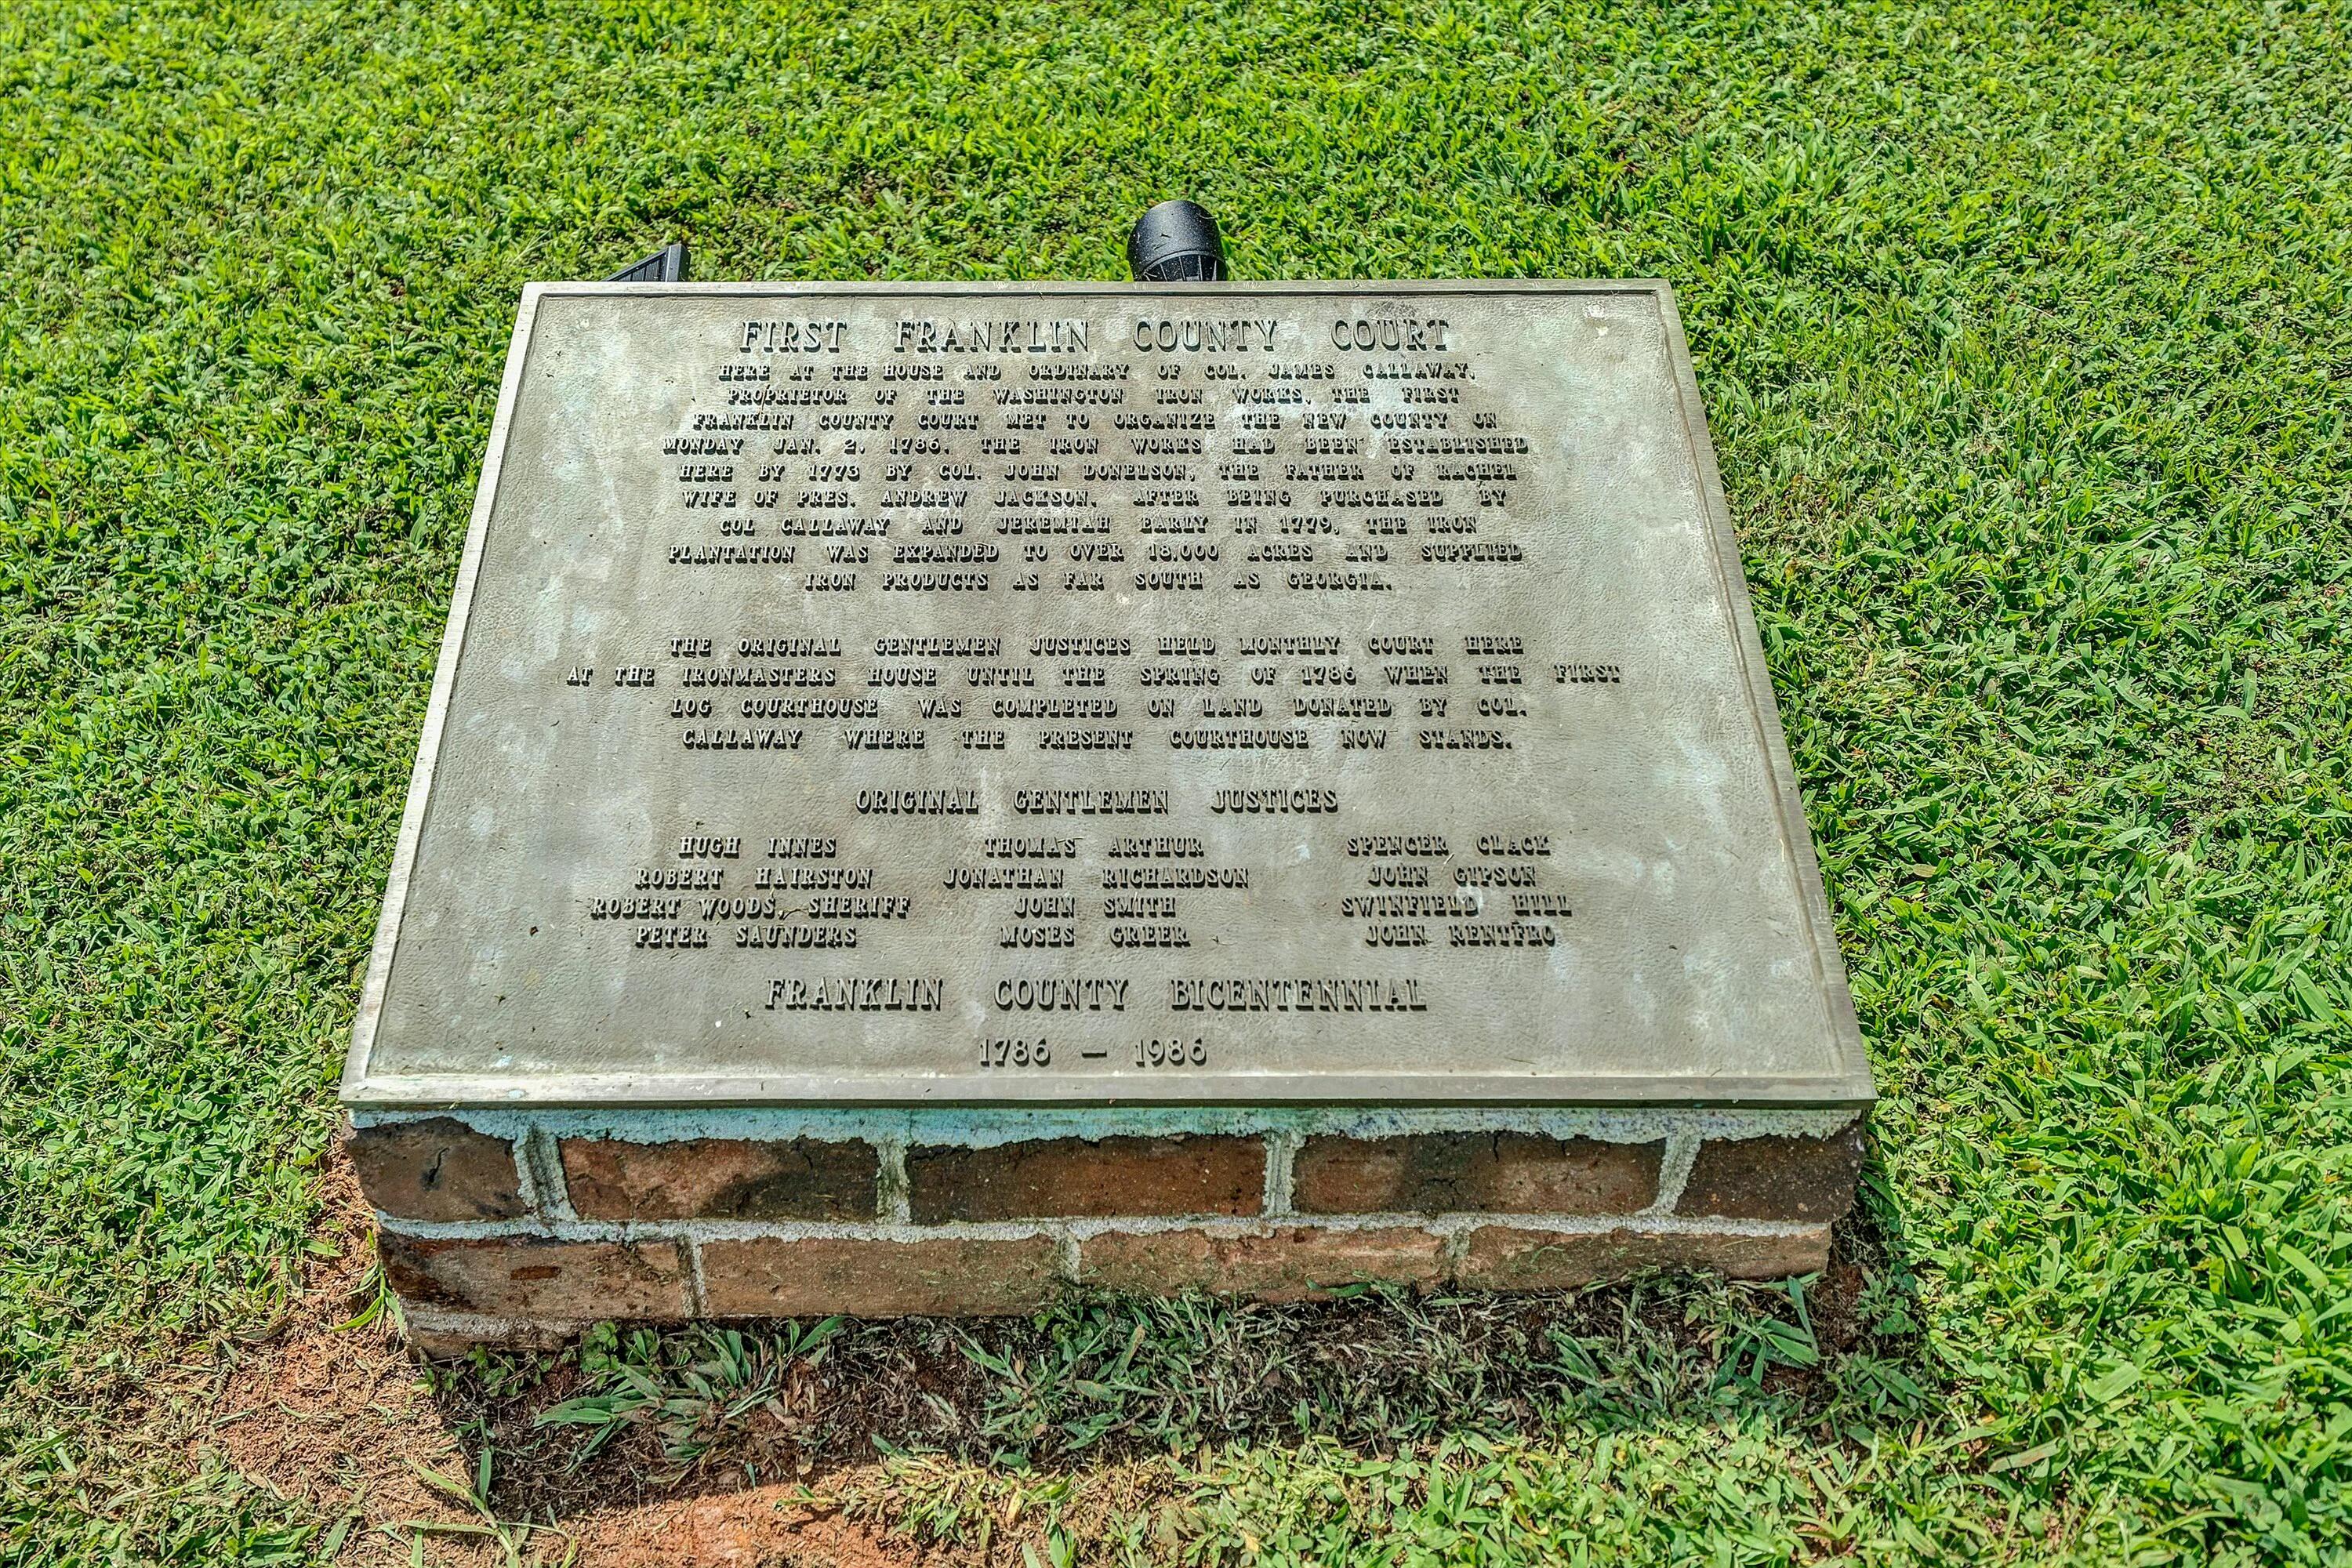 FIRST FRANKLIN COUNTY COURT
HERE AT THE HOUSE AND ORDINARY OF COL. JAMES CALLAWAY,
PROPRIETOR OF THE WASHINGTON IRON WORKS, THE FIRST
FRANKLIN COUNTY COURT MET TO ORGANIZE THE NEW COUNTY ON
MONDAY JAN. 2, 1786. THE IRON WORKS HAD BEEN ESTABLISHED
HERE BY 1773 BY COL. JOHN DONELSON, THE FATHER OF RACHEL
WIFE OF PRES. ANDREW JACKSON. AFTER BEING PURCHASED BY
COL CALLAWAY AND JEREMIAH EARLY IN 1779, THE IRON
PLANTATION WAS EXPANDED TO OVER 18,000 ACRES AND SUPPLIED
IRON PRODUCTS AS FAR SOUTH AS GEORGIA.
THE ORIGINAL GENTLEMEN JUSTICES HELD MONTHLY COURT HERE
AT THE IRONMASTERS HOUSE UNTIL THE SPRING OF 1786 WHEN THE FIRST
LOG COURTHOUSE WAS COMPLETED ON LAND DONATED BY COL.
CALLAWAY WHERE THE PRESENT COURTHOUSE NOW STANDS.
ORIGINAL GENTLEMEN JUSTICES
HUGH INNES THOMAS ARTHUR SPENCER CLACK
ROBERT HAIRSTON JONATHAN RICHARDSON JOHN GIPSON
ROBERT WOODS, SHERIFF JOHN SMITH SWINFIELD HILL
PETER SAUNDERS MOSES GREER JOHN RENTFRO
FRANKLIN COUNTY BICENTENNIAL
1786 — 1986